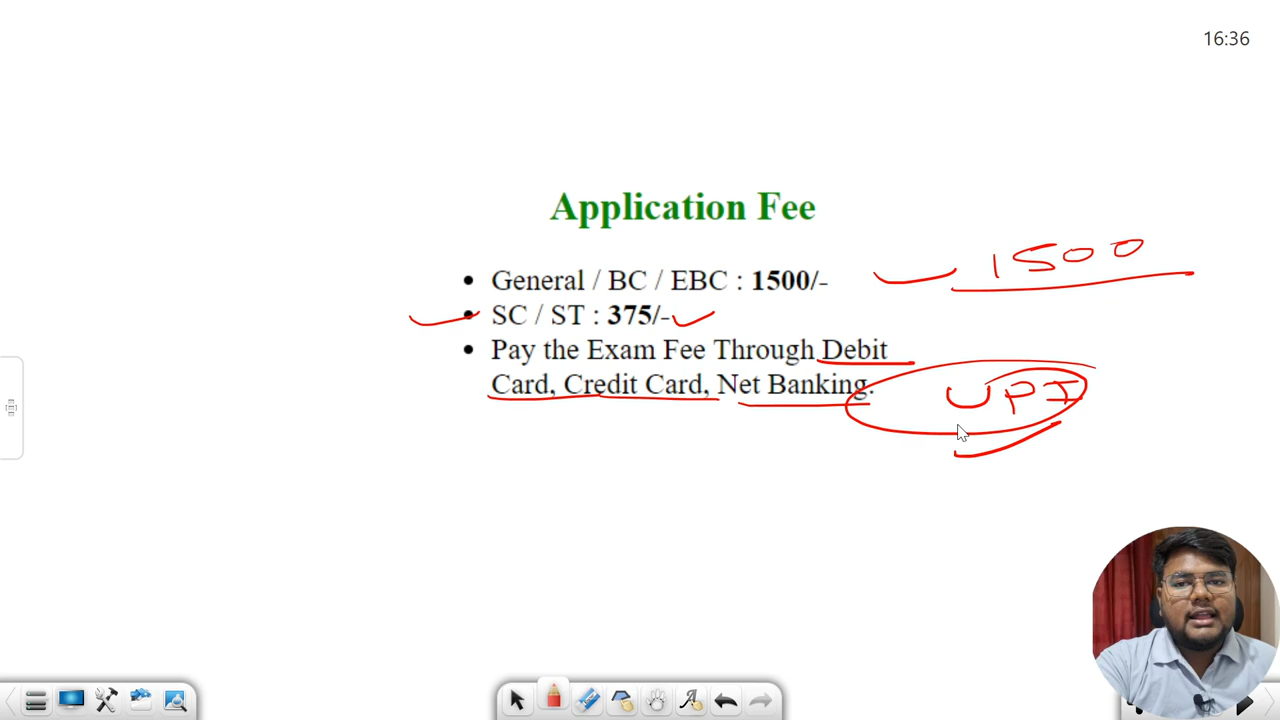 16:36
Application Fee
• General / BC / EBC : 1500/-
1500
• SC / ST : 375/-
• Pay the Exam Fee Through Debit
Card, Credit Card, Net Banking.
UPI